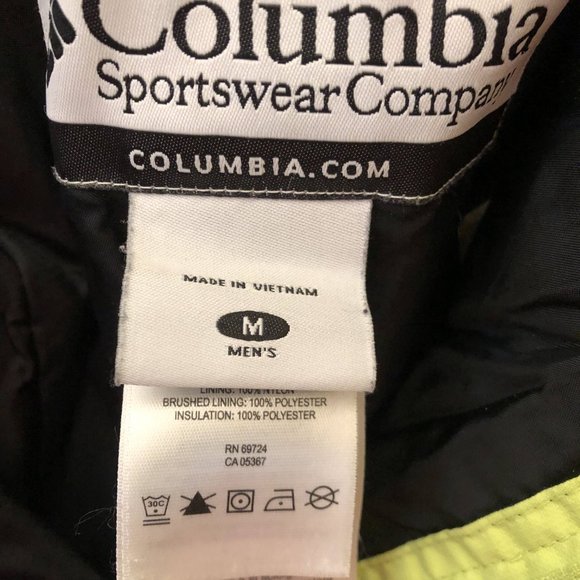 Columbia
Sportswear Company
COLUMBIA.COM
MADE IN VIETNAM
M
MEN'S
LINING: 100% NYLON
BRUSHED LINING: 100% POLYESTER
INSULATION: 100% POLYESTER
RN 69724
CA 05367
30C